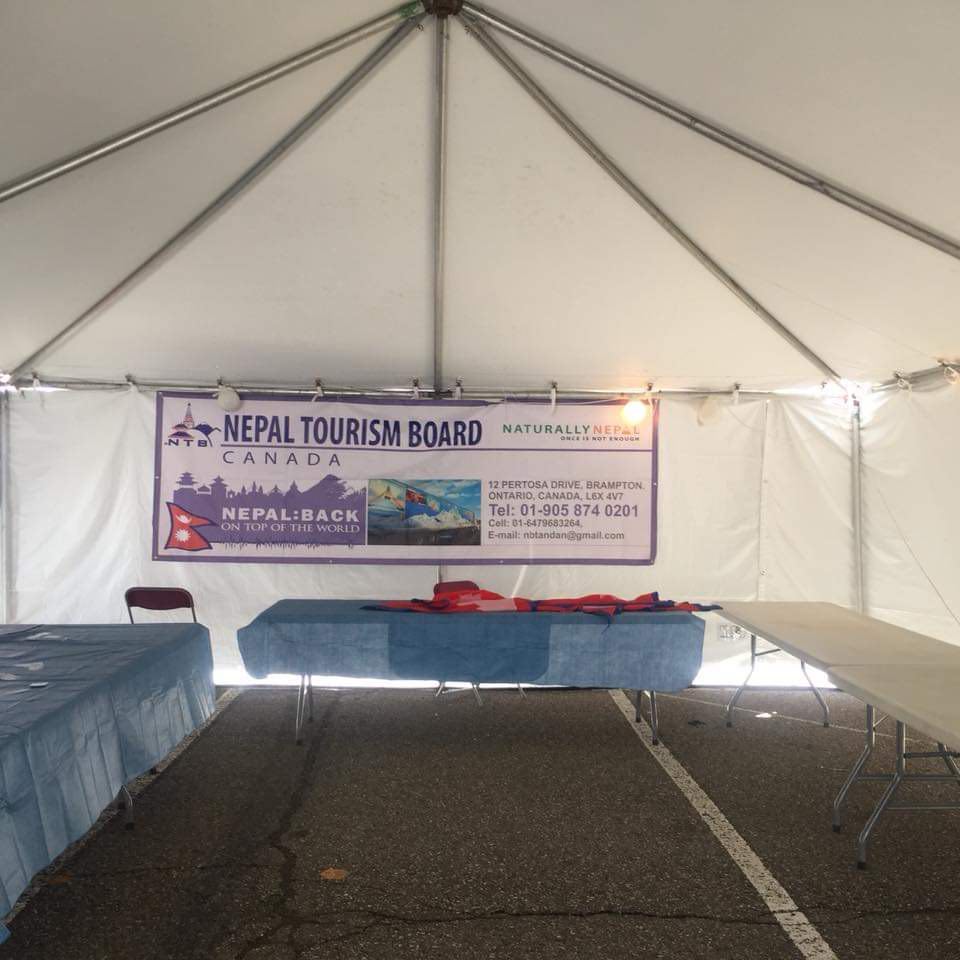 NTB
NEPAL TOURISM BOARD
CANADA
NATURALLY NEPAL
ONCE IS NOT ENOUGH
NEPAL:BACK
ON TOP OF THE WORLD
12 PERTOSA DRIVE, BRAMPTON.
ONTARIO, CANADA, L6X 4V7
Tel: 01-905 874 0201
Cell: 01-6479683264,
E-mail: nbtandan@gmail.com